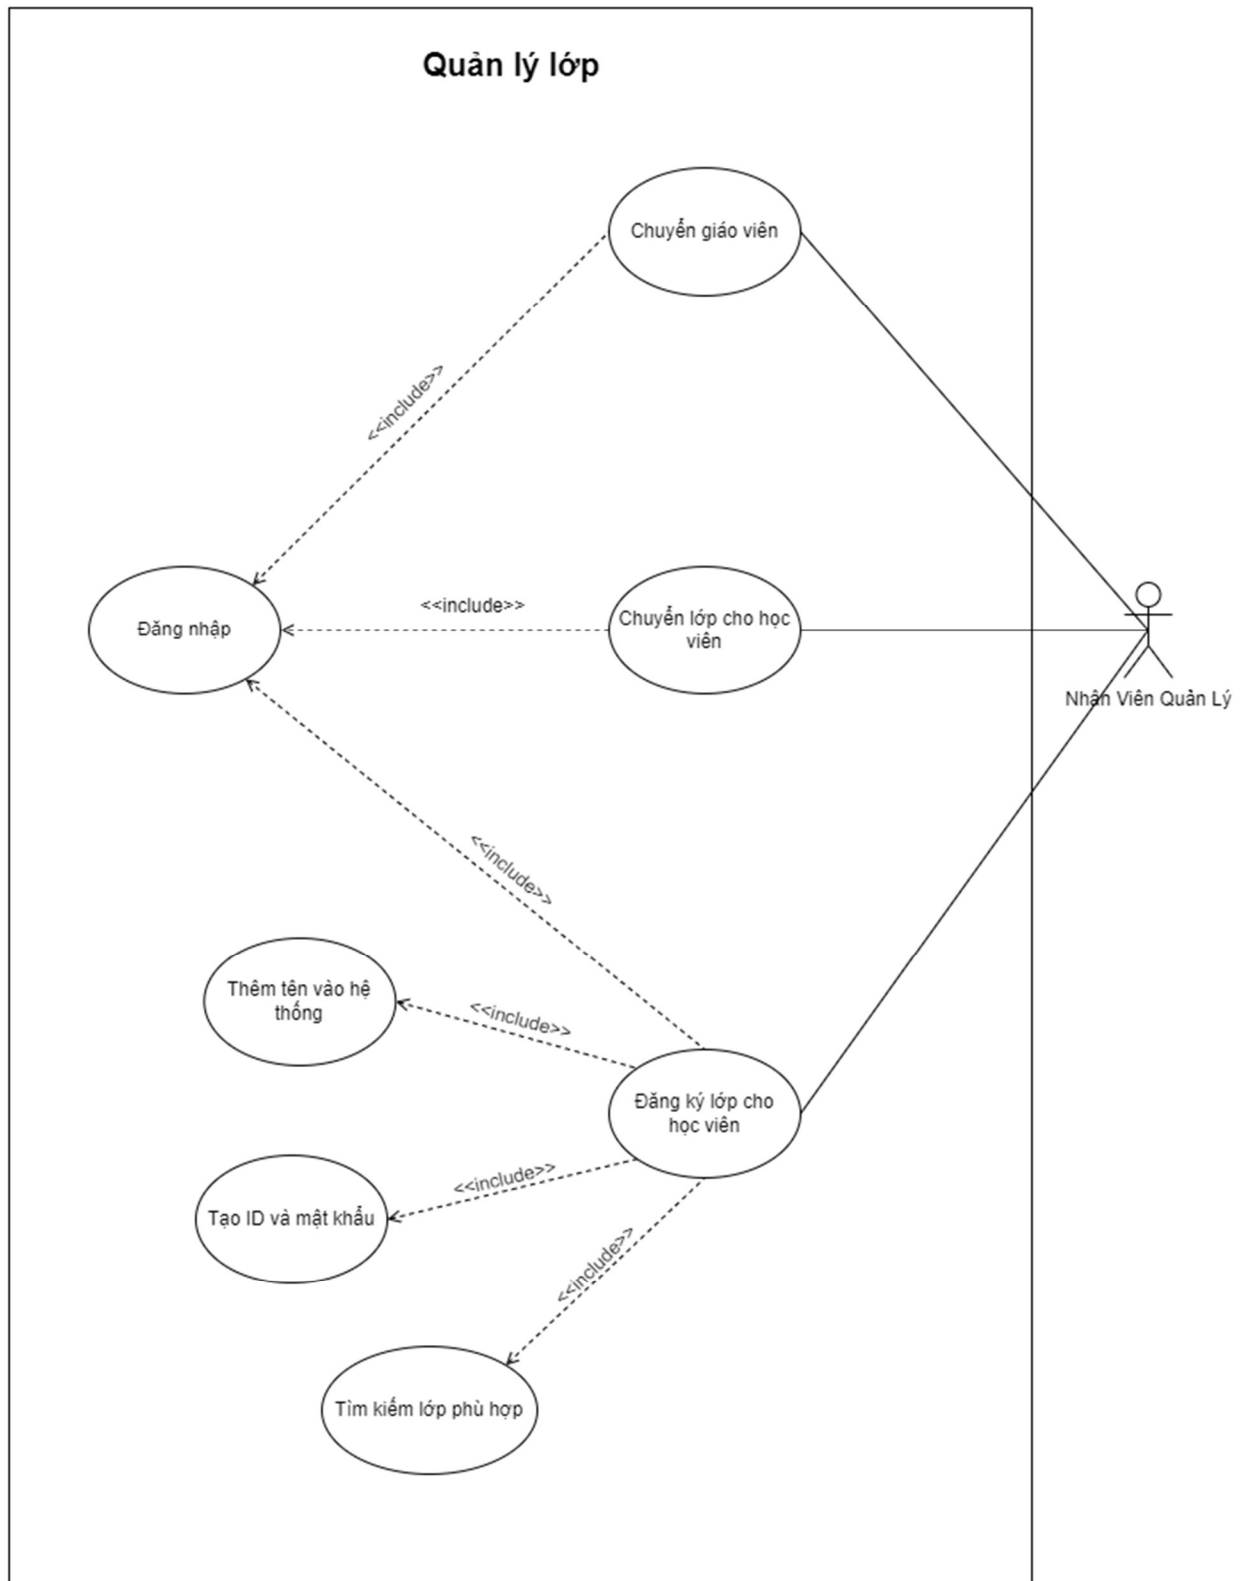 Quản lý lớp
Chuyển giáo viên
<<include>>
Đăng nhập
<<include>>
Chuyển lớp cho học
viên
Nhân Viên Quản Lý
<<include>>
Thêm tên vào hệ
thống
<<include>>
Đăng ký lớp cho
học viên
Tạo ID và mật khẩu
<<include>>
<<include>>
Tìm kiếm lớp phù hợp